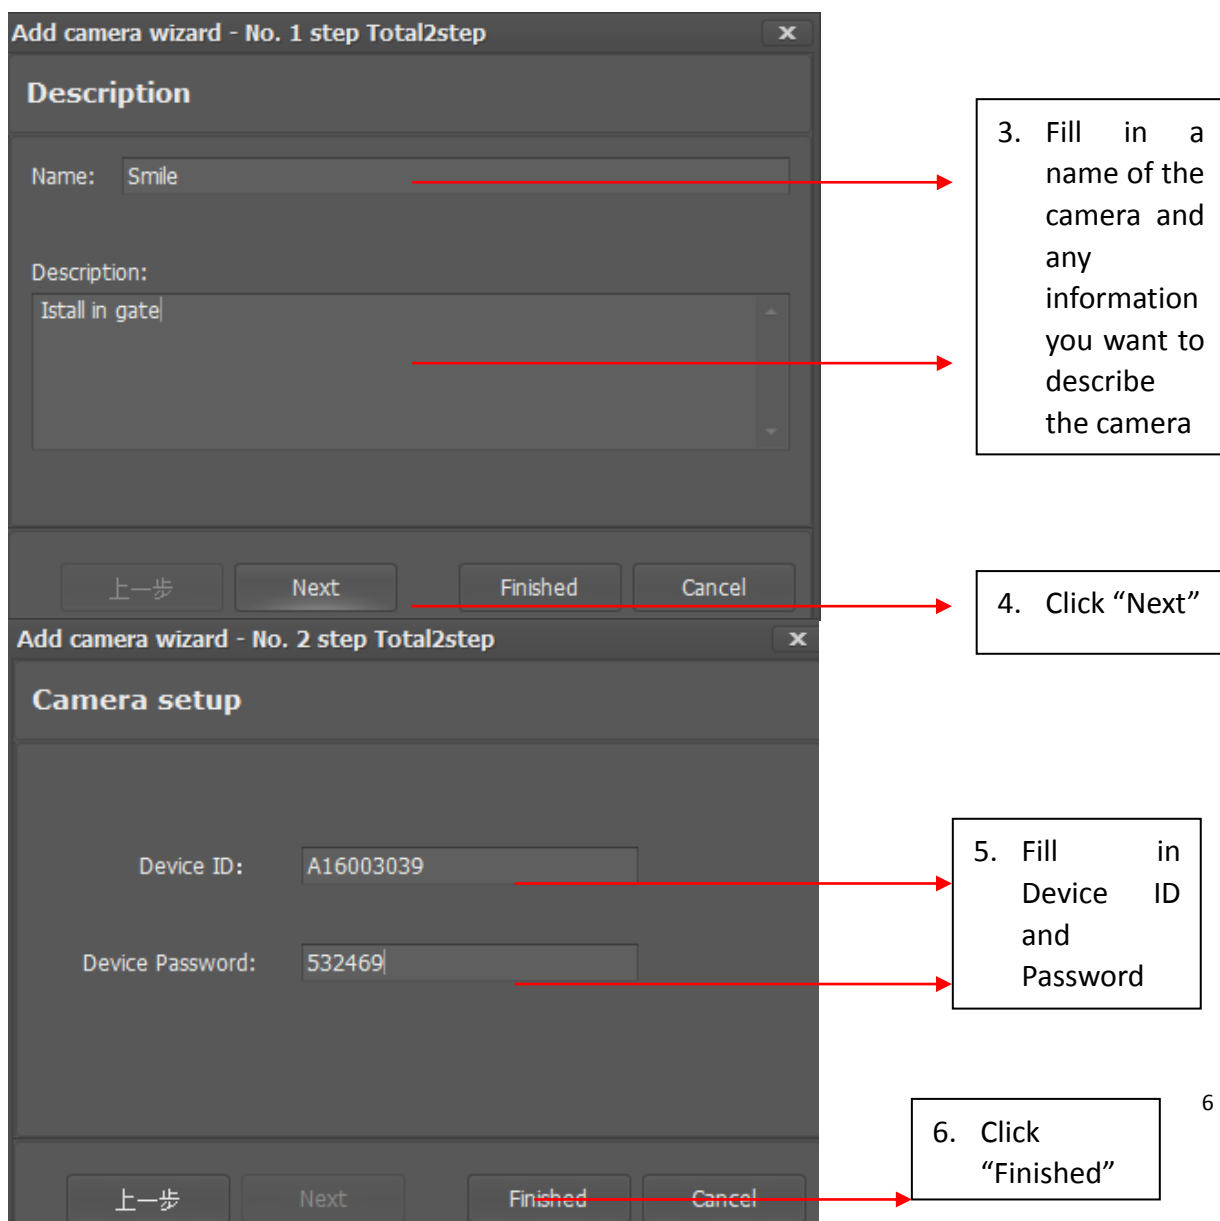 Add camera wizard - No. 1 step Total2step
Description
Name: Smile
Description:
Istall in gate
上一步 Next Finished Cancel
3. Fill in a
name of the
camera and
any
information
you want to
describe
the camera
4. Click “Next”
Add camera wizard - No. 2 step Total2step
Camera setup
Device ID: A16003039
Device Password: 532469
上一步 Next Finished Cancel
5. Fill in
Device ID
and
Password
6. Click
“Finished”
6